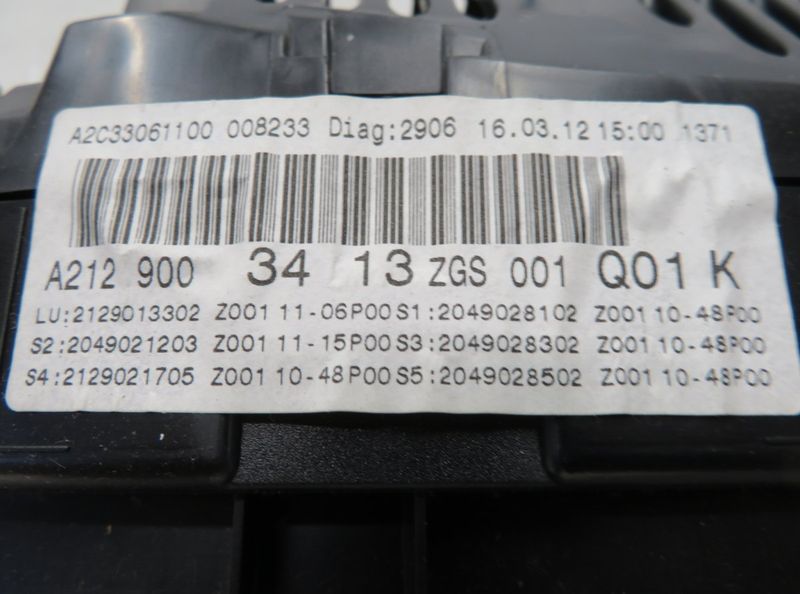 A2C33061100 008233 Diag:2906 16.03.12 15:00 1371
A212 900 34 13 ZGS 001 Q01 K
LU:2129013302 Z001 11-06P00 S1:2049028102 Z001 10-48P00
S2:2049021203 Z001 11-15P00 S3:2049028302 Z001 10-48P00
S4:2129021705 Z001 10-48P00 S5:2049028502 Z001 10-48P00